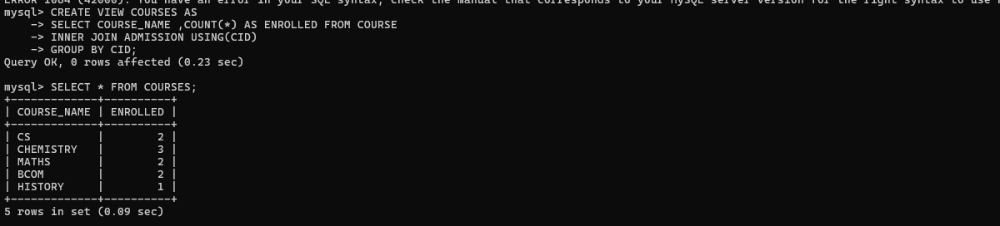 ERROR 1064 (42000): You have an error in your SQL syntax; check the manual that corresponds to your MySQL server version for the right syntax to use
mysql> CREATE VIEW COURSES AS
    -> SELECT COURSE_NAME ,COUNT(*) AS ENROLLED FROM COURSE
    -> INNER JOIN ADMISSION USING(CID)
    -> GROUP BY CID;
Query OK, 0 rows affected (0.23 sec)
mysql> SELECT * FROM COURSES;
+-------------+----------+
| COURSE_NAME | ENROLLED |
+-------------+----------+
| CS          |        2 |
| CHEMISTRY   |        3 |
| MATHS       |        2 |
| BCOM        |        2 |
| HISTORY     |        1 |
+-------------+----------+
5 rows in set (0.09 sec)